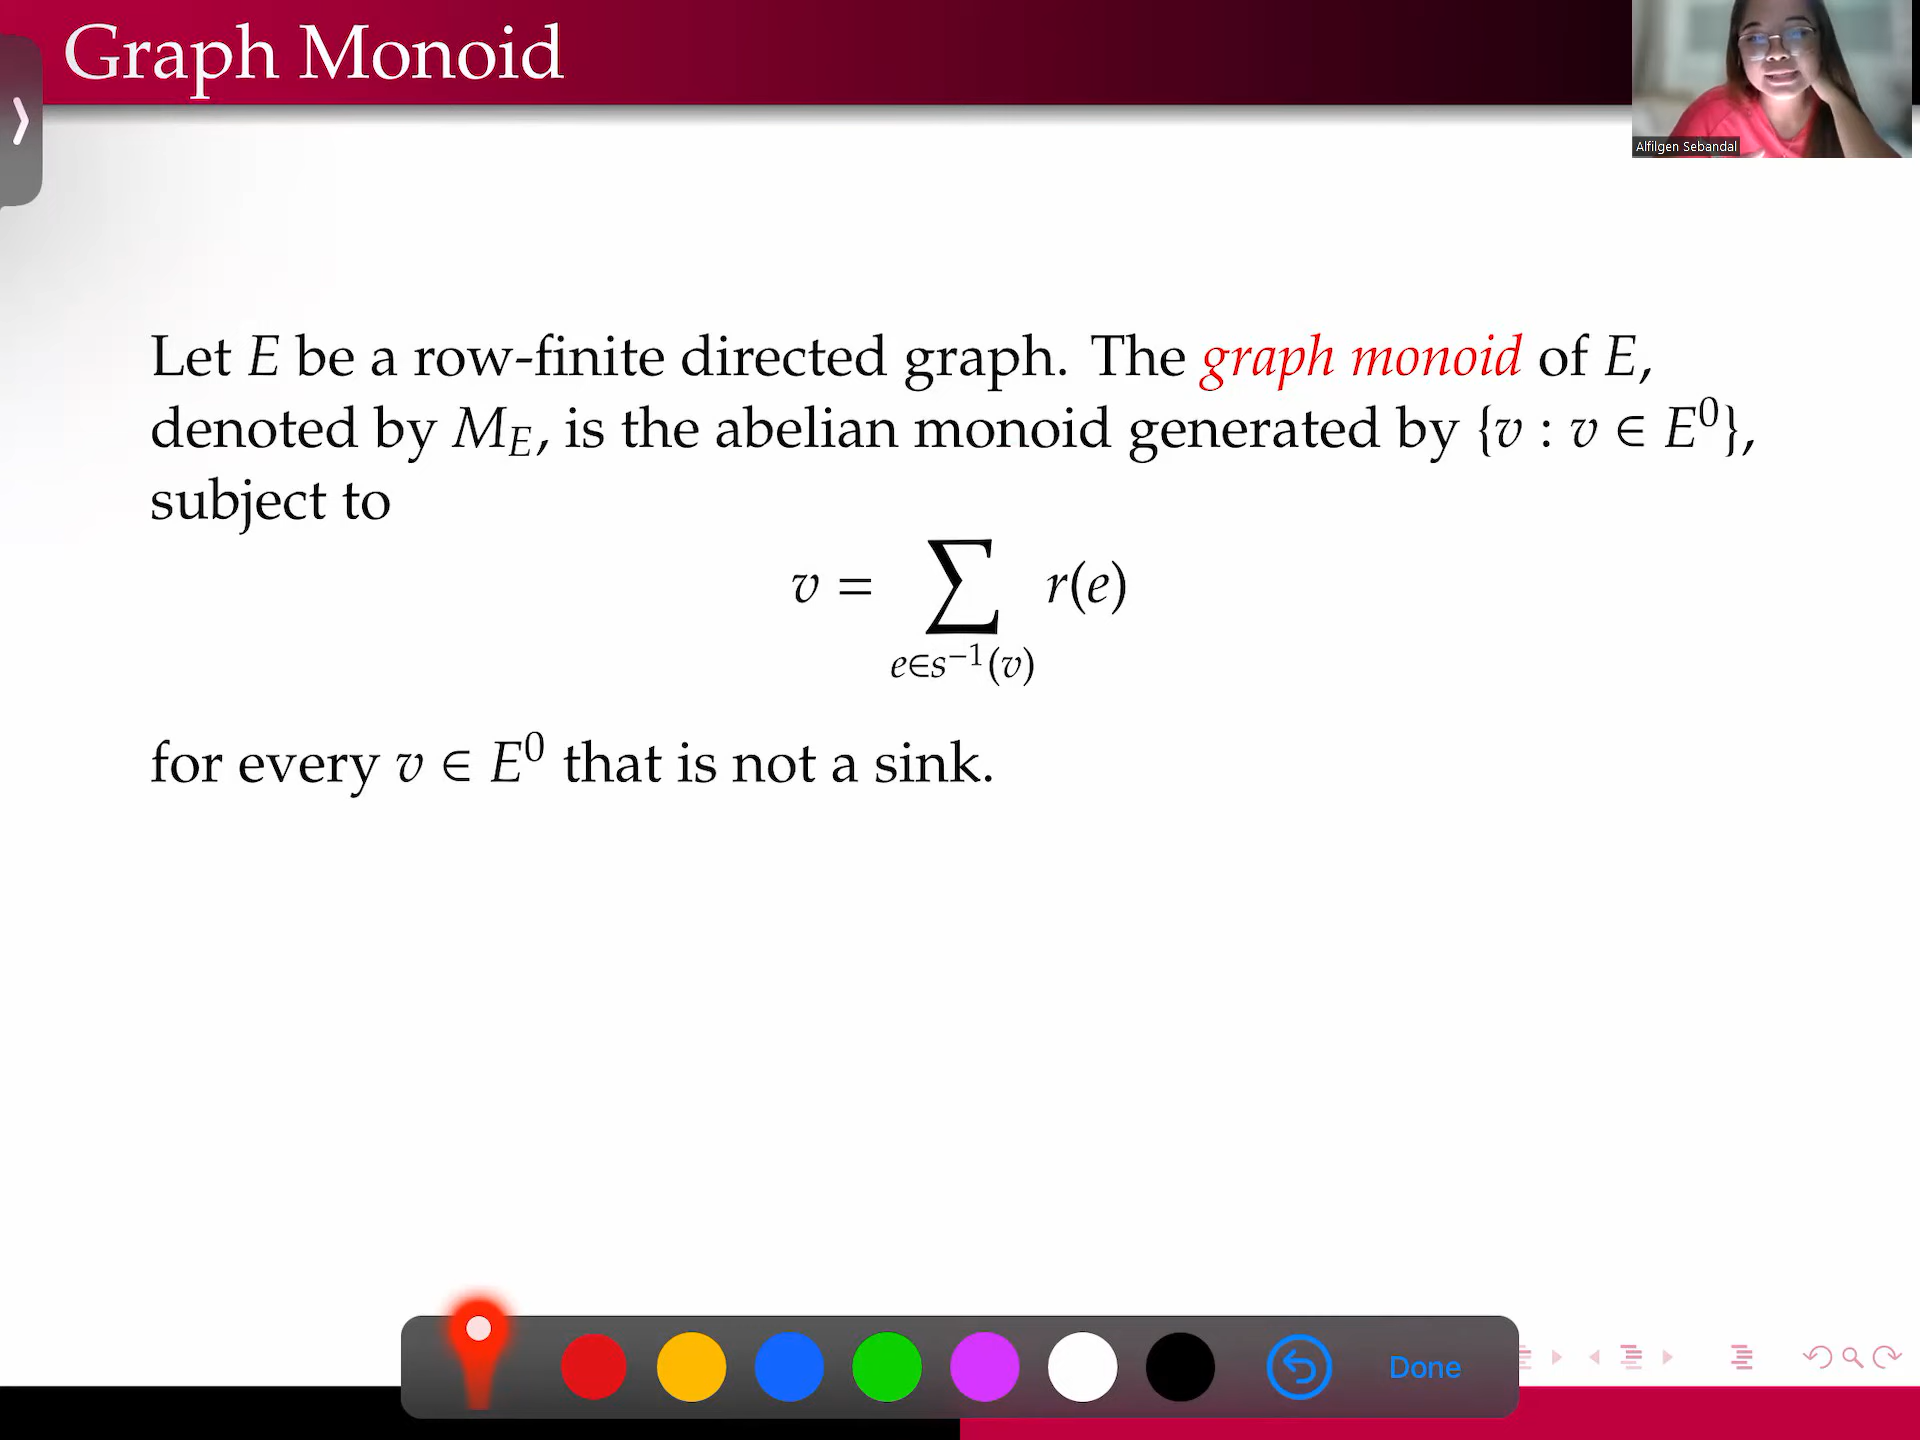 Graph Monoid
Alfilgen Sebandal
Let E be a row-finite directed graph. The graph monoid of E,
denoted by M_E, is the abelian monoid generated by {v : v ∈ E⁰},
subject to
v = ∑_{e∈s⁻¹(v)} r(e)
for every v ∈ E⁰ that is not a sink.
Done